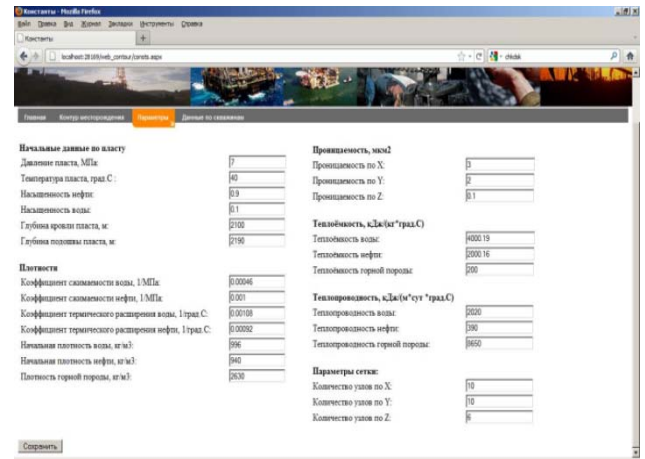 Константы - Mozilla Firefox
Файл Правка Вид Журнал Закладки Инструменты Справка
Константы
localhost:28189/web_contour/consts.aspx
chkdsk
Главная Контур месторождения Параметры Данные по скважинам
Начальные данные по пласту
Давление пласта, МПа: 7
Температура пласта, град.С : 40
Насыщенность нефти: 0.9
Насыщенность воды: 0.1
Глубина кровли пласта, м: 2100
Глубина подошвы пласта, м: 2190
Плотности
Коэффициент сжимаемости воды, 1/МПа: 0.00046
Коэффициент сжимаемости нефти, 1/МПа: 0.001
Коэффициент термического расширения воды, 1/град.С: 0.00108
Коэффициент термического расширения нефти, 1/град.С: 0.00092
Начальная плотность воды, кг/м3: 996
Начальная плотность нефти, кг/м3: 940
Плотность горной породы, кг/м3: 2630
Проницаемость, мкм2
Проницаемость по X: 3
Проницаемость по Y: 2
Проницаемость по Z: 0.1
Теплоёмкость, кДж/(кг*град.С)
Теплоёмкость воды: 4000.19
Теплоёмкость нефти: 2000.16
Теплоёмкость горной породы: 200
Теплопроводность, кДж/(м*сут *град.С)
Теплопроводность воды: 2020
Теплопроводность нефти: 390
Теплопроводность горной породы: 8650
Параметры сетки:
Количество узлов по X: 10
Количество узлов по Y: 10
Количество узлов по Z: 6
Сохранить